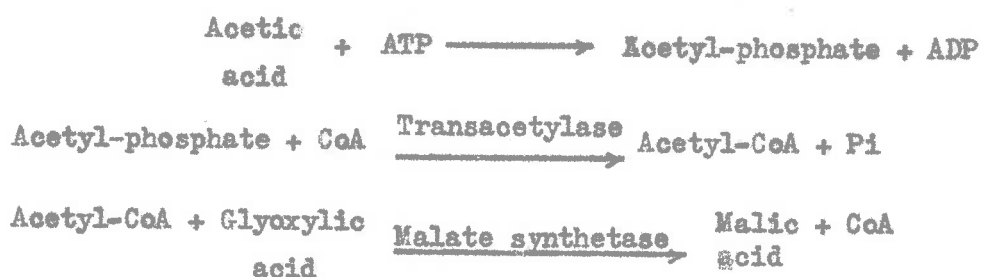 Acetic + ATP ⟶ Acetyl-phosphate + ADP
acid
Transacetylase
Acetyl-phosphate + CoA ⟶ Acetyl-CoA + Pi
Acetyl-CoA + Glyoxylic Malate synthetase ⟶ Malic + CoA
acid acid